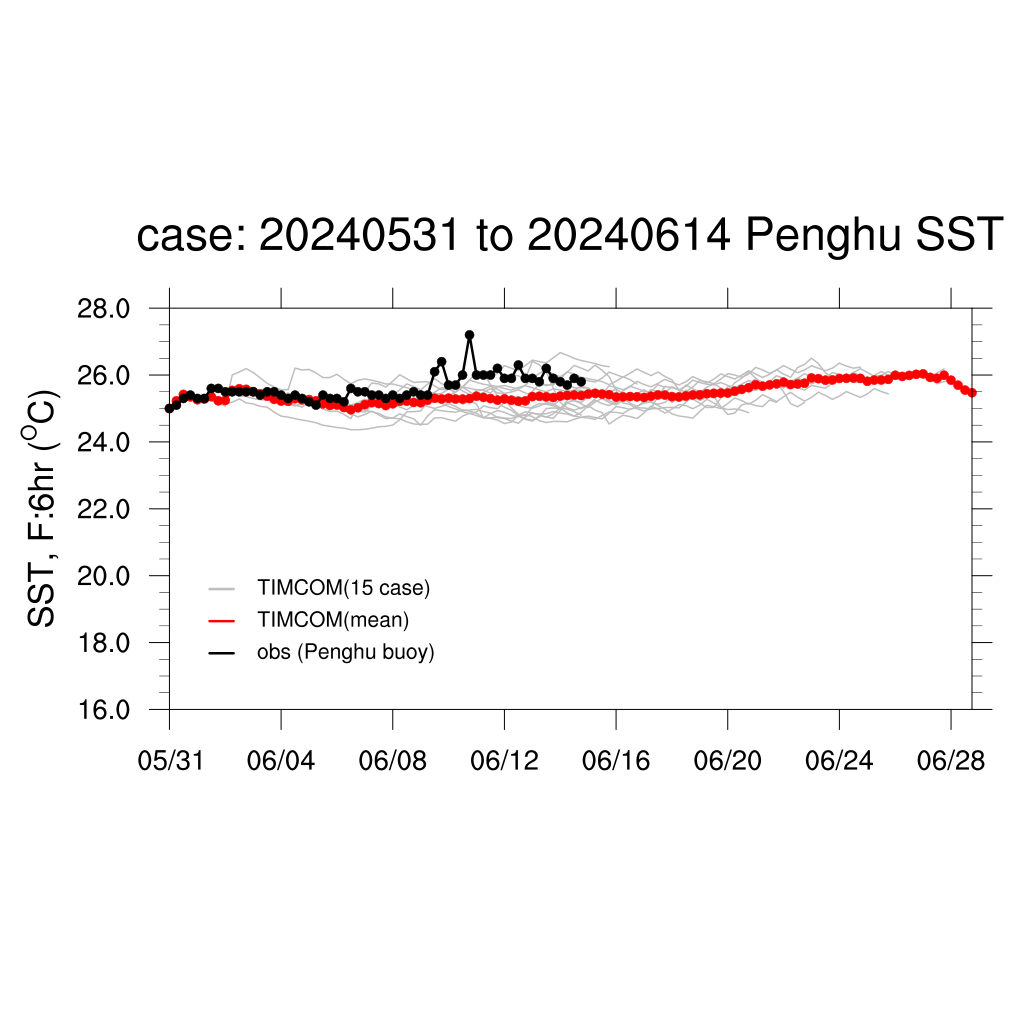 case: 20240531 to 20240614 Penghu SST
SST, F:6hr (°C)
28.0
26.0
24.0
22.0
20.0
18.0
16.0
TIMCOM(15 case)
TIMCOM(mean)
obs (Penghu buoy)
05/31 06/04 06/08 06/12 06/16 06/20 06/24 06/28